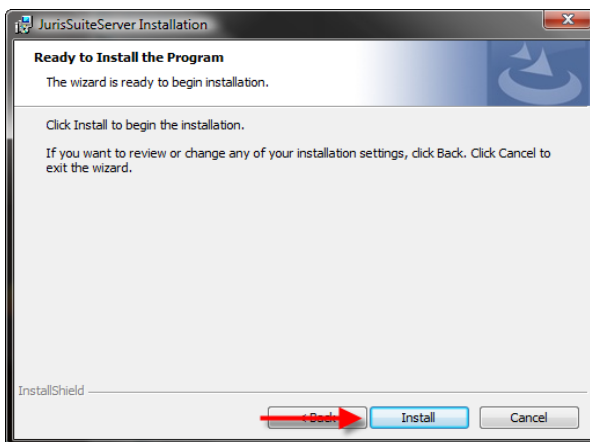 JurisSuiteServer Installation
Ready to Install the Program
The wizard is ready to begin installation.
Click Install to begin the installation.
If you want to review or change any of your installation settings, click Back. Click Cancel to
exit the wizard.
InstallShield
< Back Install Cancel